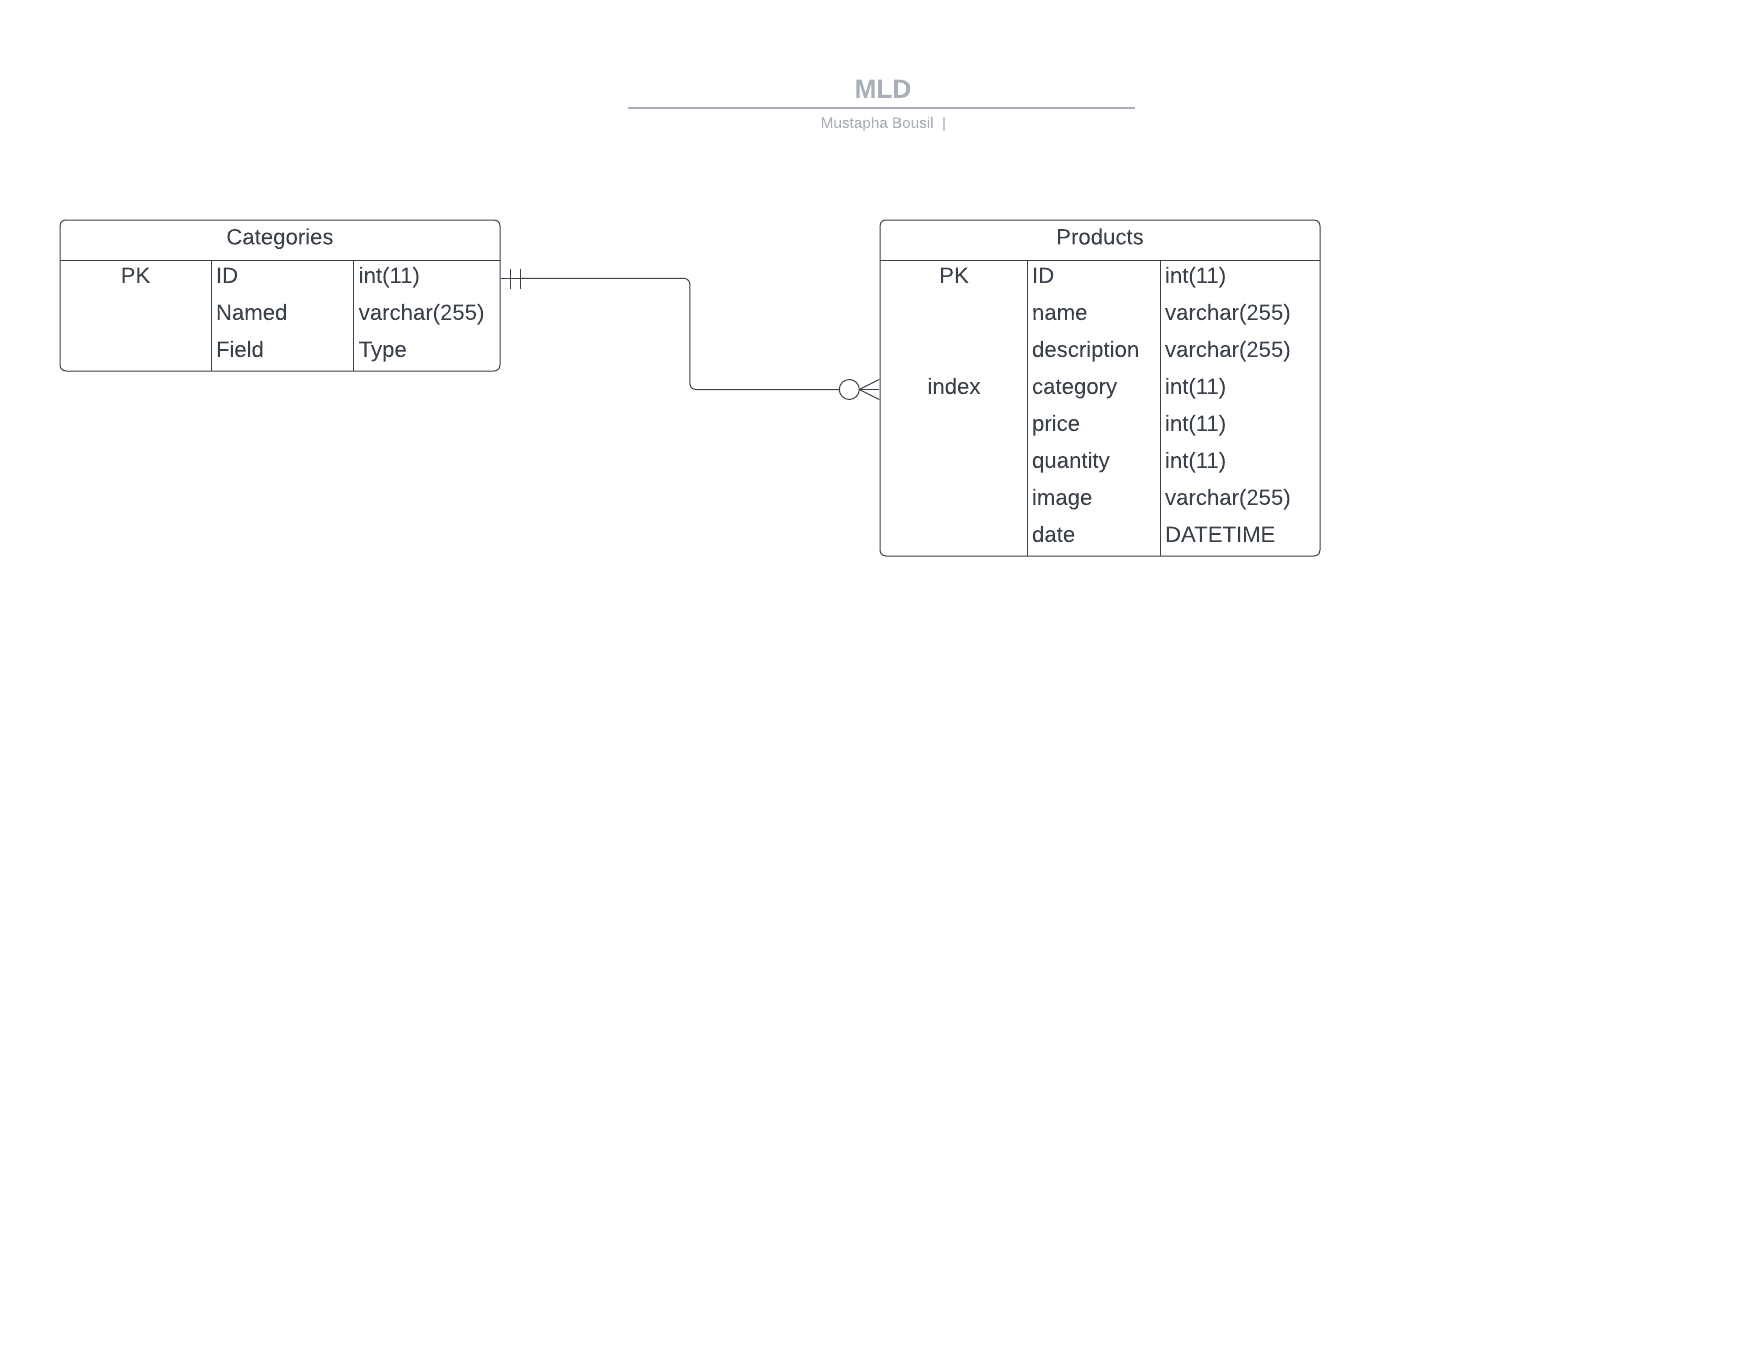 MLD
Mustapha Bousil |
Categories
PK ID int(11)
Named varchar(255)
Field Type
Products
PK ID int(11)
name varchar(255)
description varchar(255)
index category int(11)
price int(11)
quantity int(11)
image varchar(255)
date DATETIME